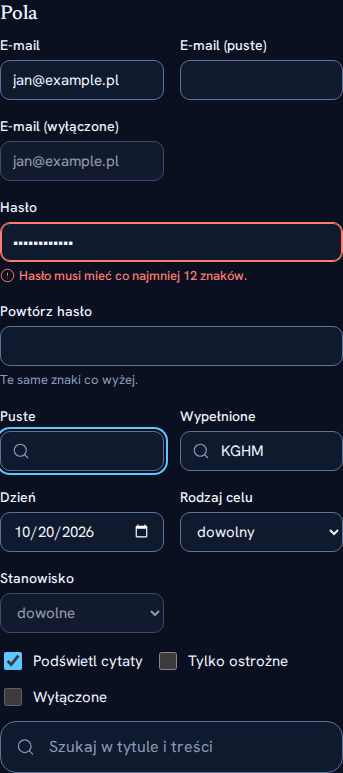 Pola
E-mail
E-mail (puste)
jan@example.pl
E-mail (wyłączone)
jan@example.pl
Hasło
••••••••••••
Hasło musi mieć co najmniej 12 znaków.
Powtórz hasło
Te same znaki co wyżej.
Puste
Wypełnione
KGHM
Dzień
Rodzaj celu
10/20/2026
dowolny
Stanowisko
dowolne
Podświetl cytaty
Tylko ostrożne
Wyłączone
Szukaj w tytule i treści